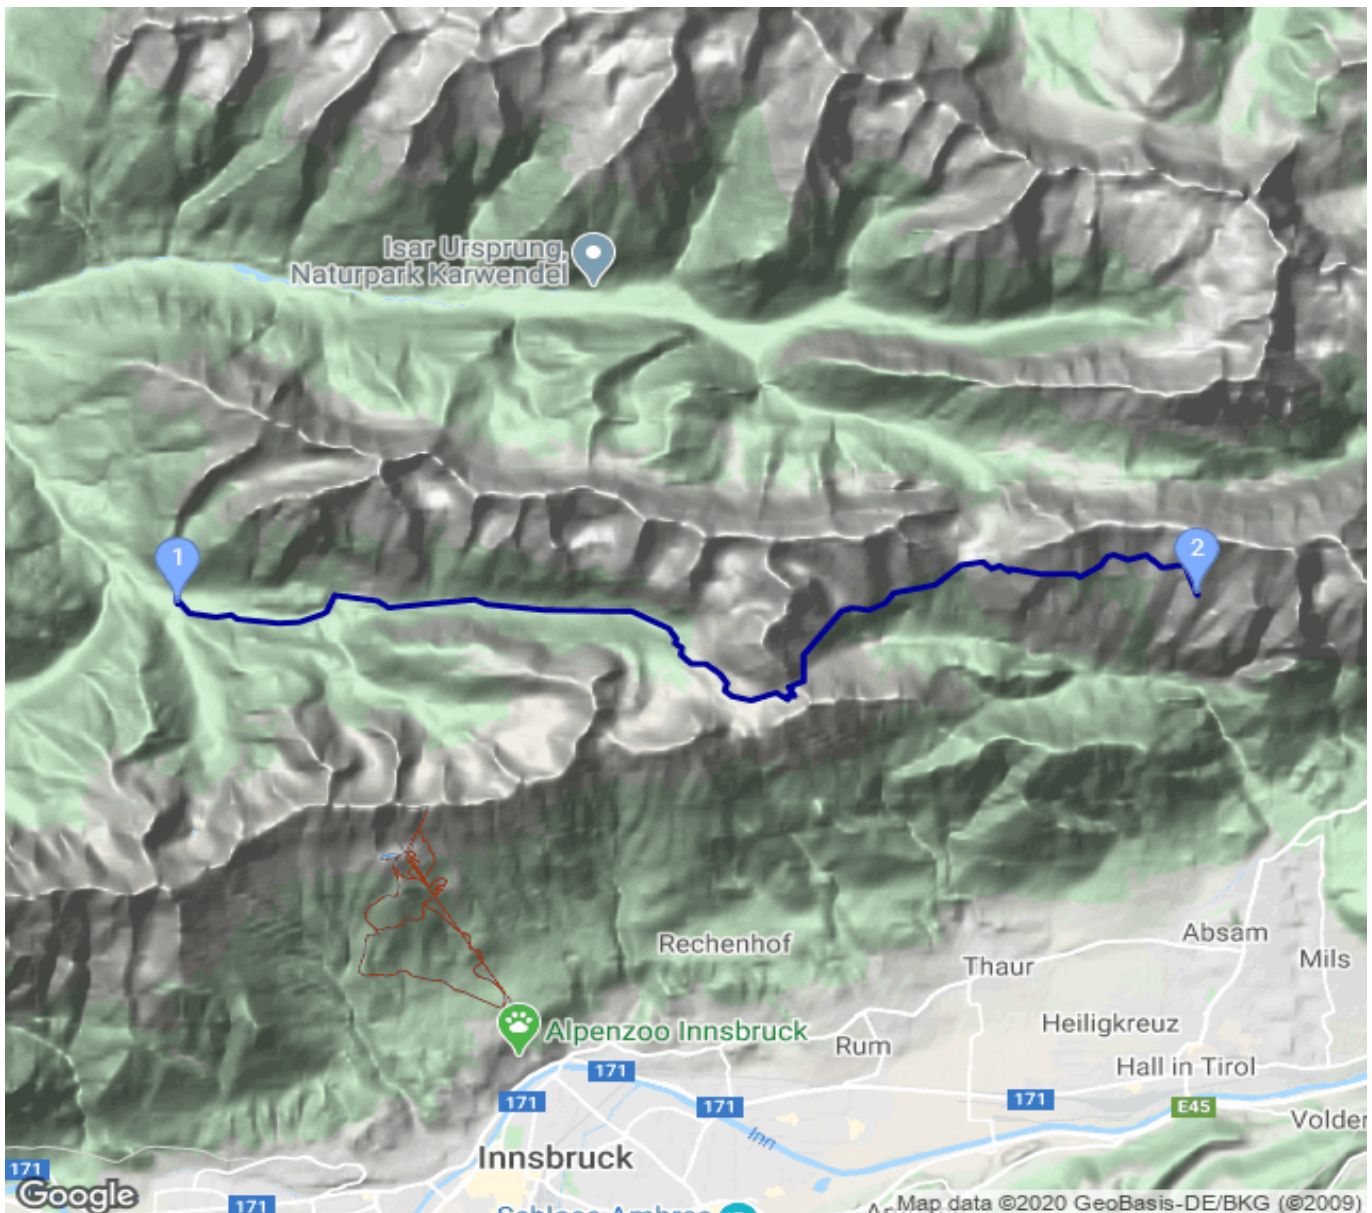 Isar Ursprung,
Naturpark Karwendel
1
2
Rechenhof
Absam
Thaur
Mils
Alpenzoo Innsbruck
Heiligkreuz
Rum
Hall in Tirol
171
171
171
171
E45
Volder
Inn
Innsbruck
171
171
Google
Map data ©2020 GeoBasis-DE/BKG (©2009)